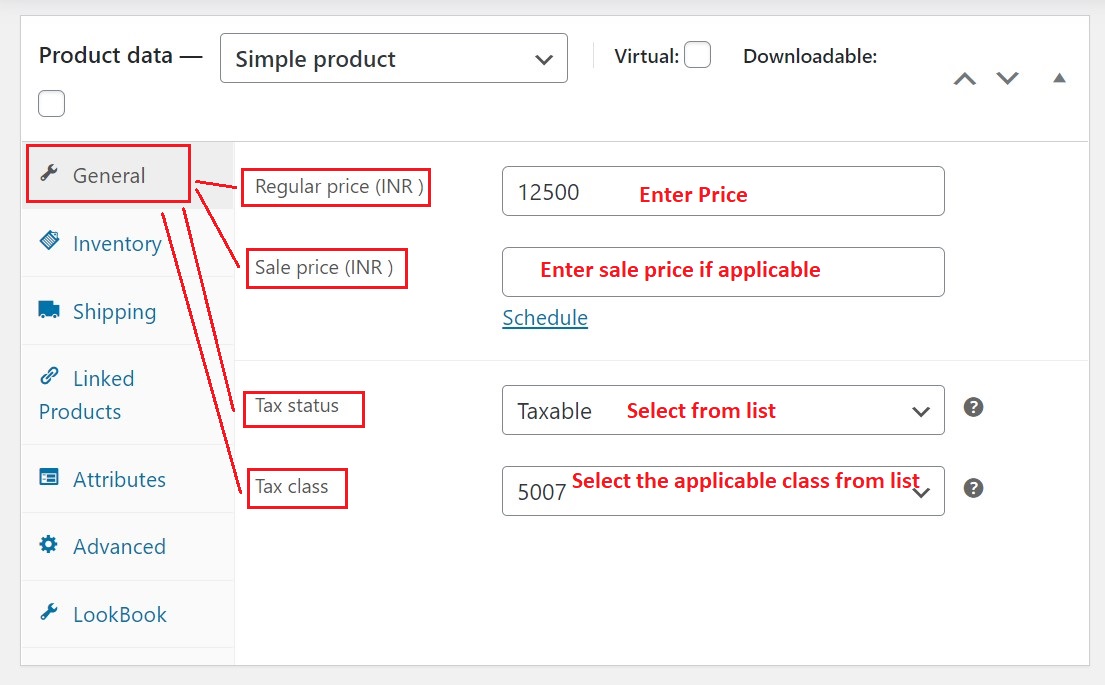 Product data — Simple product Virtual: Downloadable:
General
Regular price (INR ) 12500 Enter Price
Inventory
Sale price (INR ) Enter sale price if applicable
Shipping
Schedule
Linked
Products
Tax status Taxable Select from list
Attributes
Tax class 5007 Select the applicable class from list
Advanced
LookBook